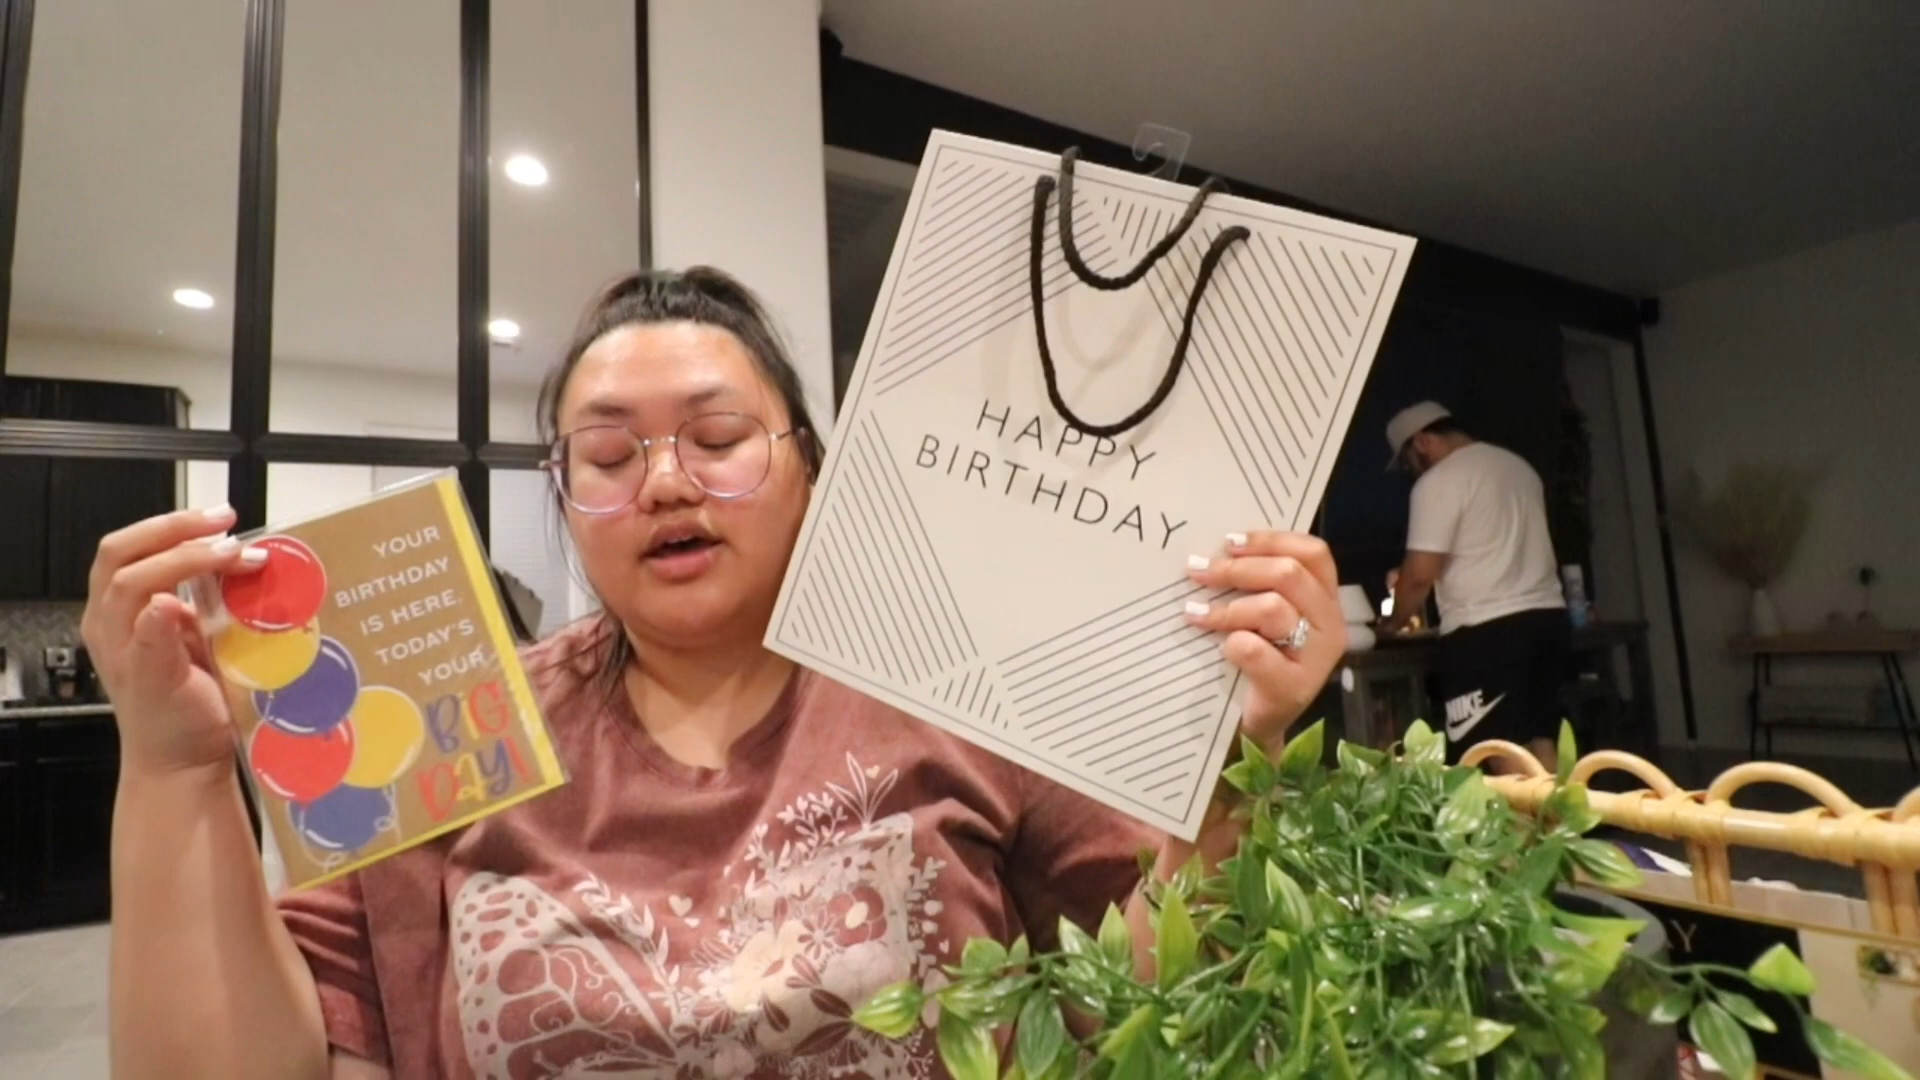 YOUR
BIRTHDAY
IS HERE.
TODAY'S
YOUR
BIG
DAY!
HAPPY
BIRTHDAY
NIKE
Y